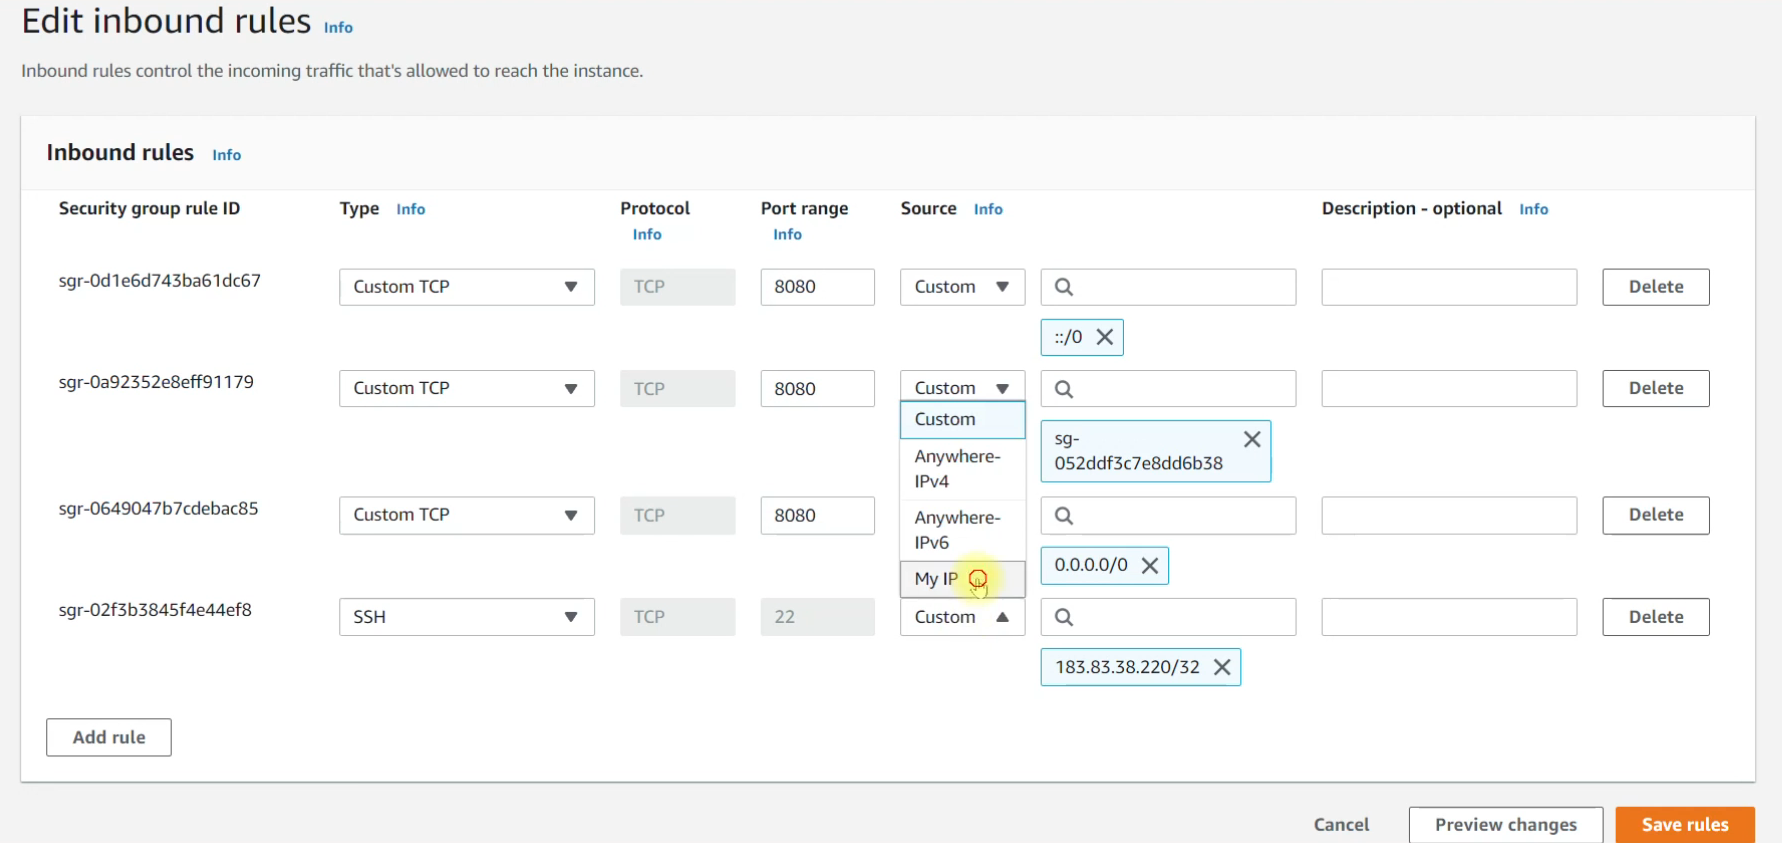 Edit inbound rules Info
Inbound rules control the incoming traffic that's allowed to reach the instance.
Inbound rules Info
Security group rule ID
Type Info
Protocol
Info
Port range
Info
Source Info
Description - optional Info
sgr-0d1e6d743ba61dc67
Custom TCP
TCP
8080
Custom
Delete
::/0
sgr-0a92352e8eff91179
Custom TCP
TCP
8080
Custom
Delete
Custom
Anywhere-
IPv4
Anywhere-
IPv6
My IP
sg-
052ddf3c7e8dd6b38
sgr-0649047b7cdebac85
Custom TCP
TCP
8080
Delete
0.0.0.0/0
sgr-02f3b3845f4e44ef8
SSH
TCP
22
Custom
Delete
183.83.38.220/32
Add rule
Cancel
Preview changes
Save rules